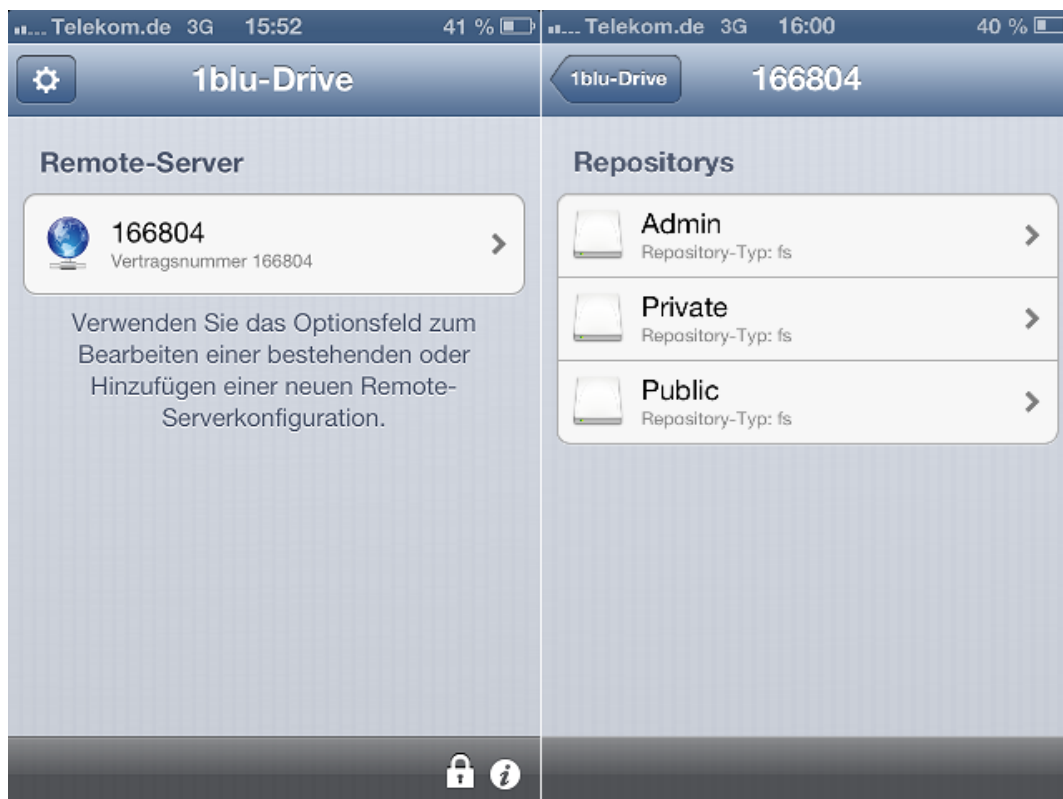 Telekom.de 3G 15:52 41 %
1blu-Drive
Remote-Server
166804
Vertragsnummer 166804
Verwenden Sie das Optionsfeld zum
Bearbeiten einer bestehenden oder
Hinzufügen einer neuen Remote-
Serverkonfiguration.
Telekom.de 3G 16:00 40 %
1blu-Drive
166804
Repositorys
Admin
Repository-Typ: fs
Private
Repository-Typ: fs
Public
Repository-Typ: fs